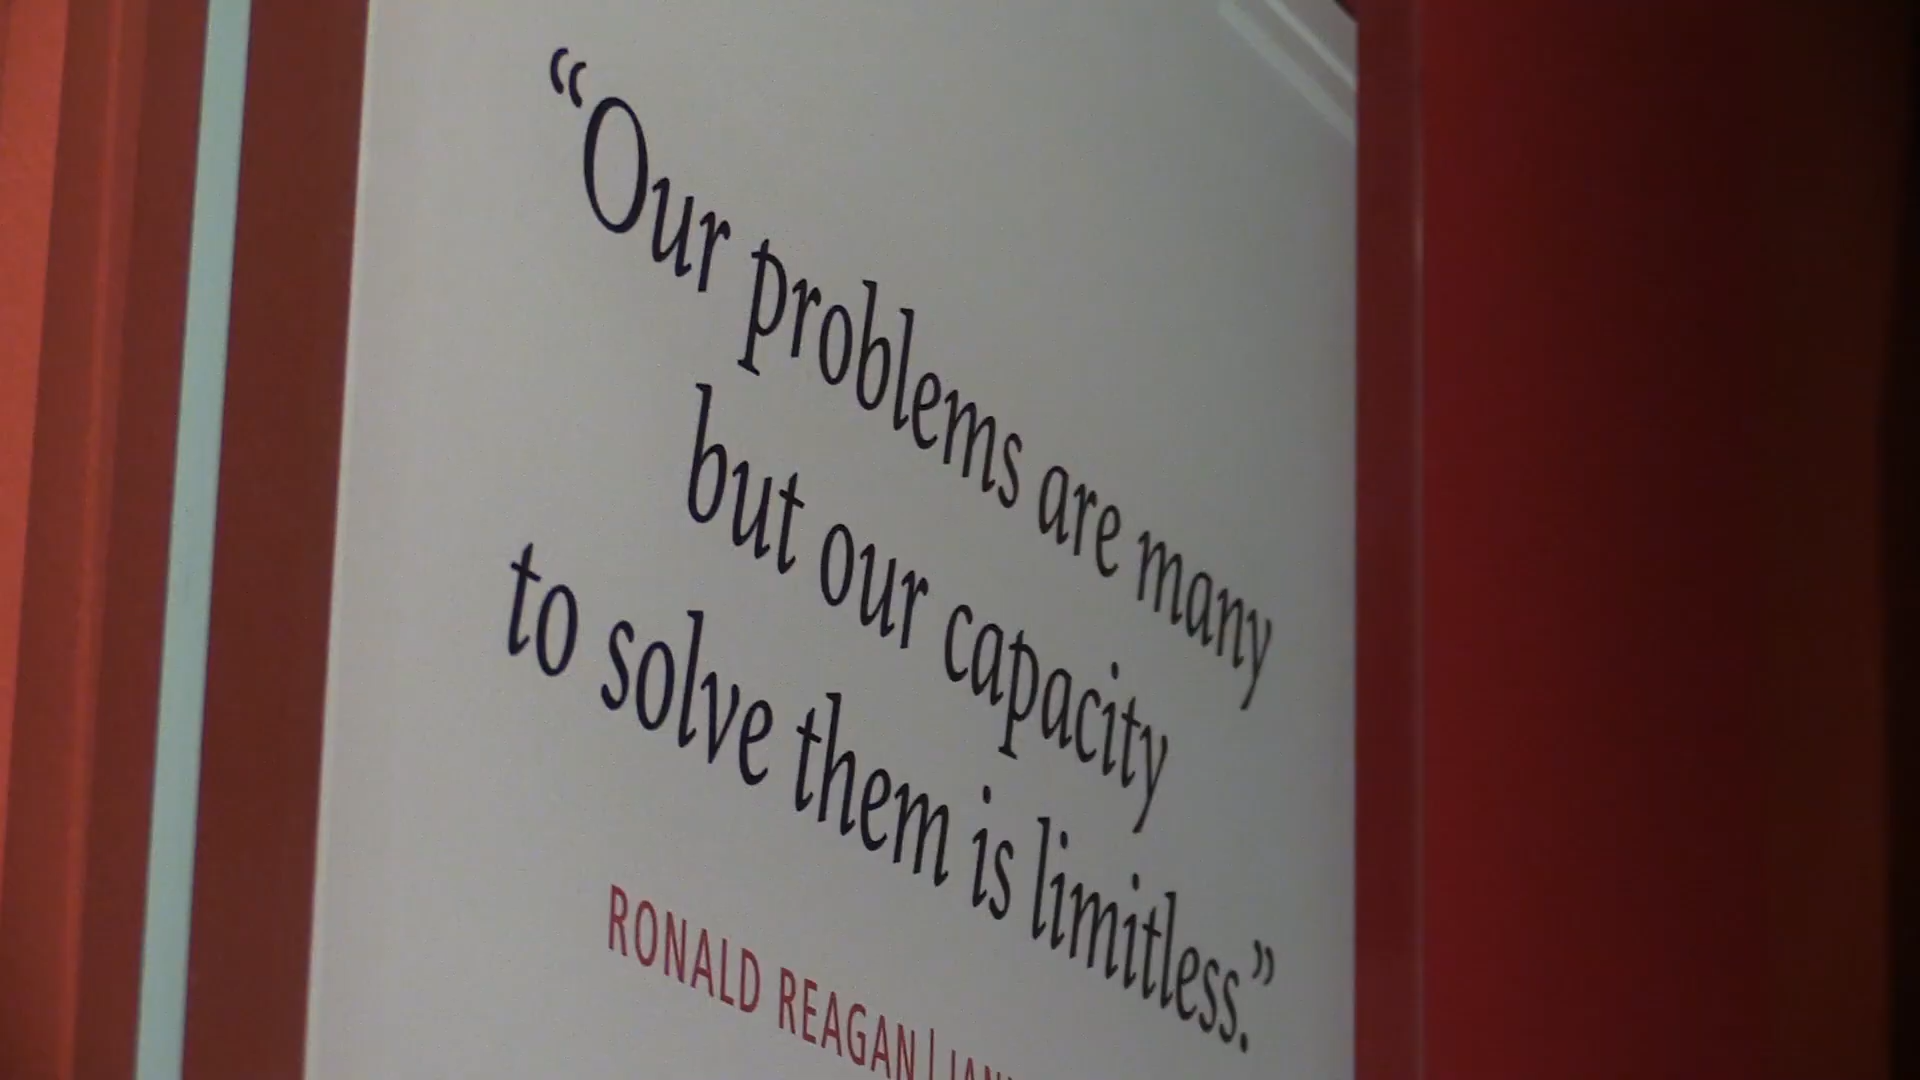 “Our problems are many
but our capacity
to solve them is limitless.”
RONALD REAGAN |